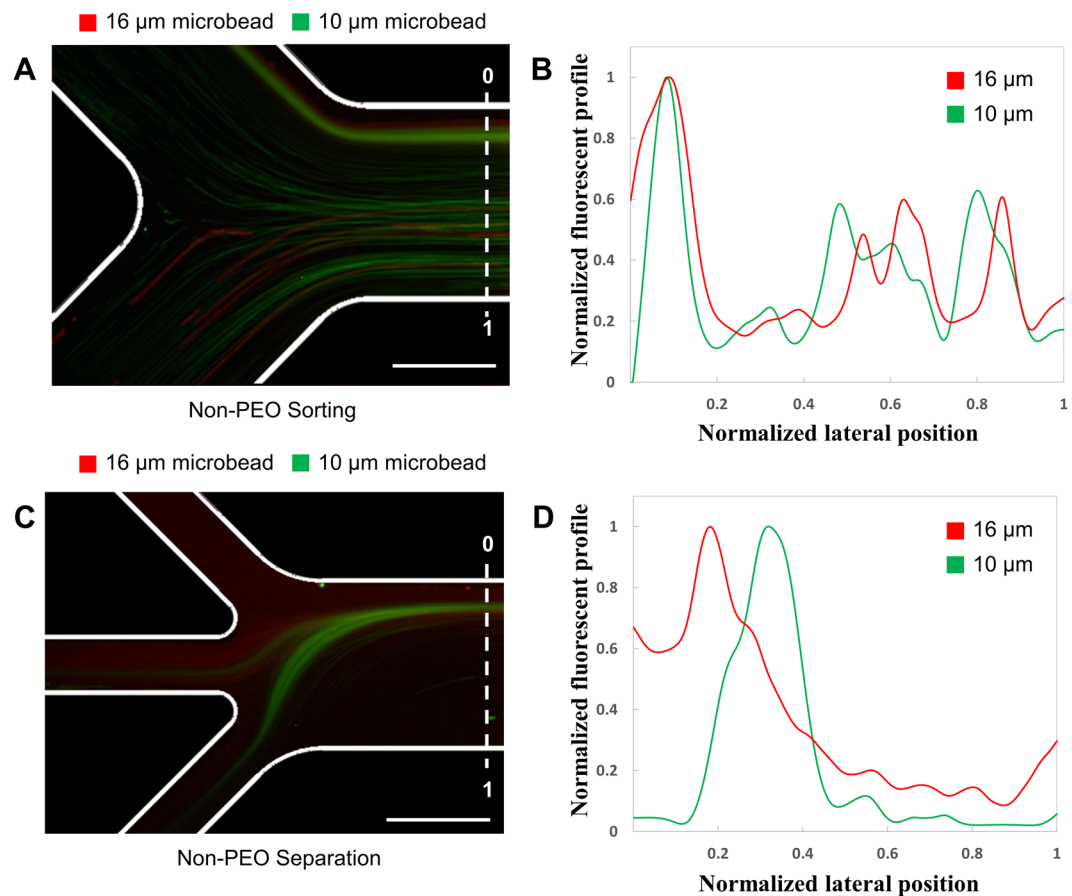 16 µm microbead 10 µm microbead
A
0
1
Non-PEO Sorting
B
Normalized fluorescent profile
1
0.8
0.6
0.4
0.2
0
0.2 0.4 0.6 0.8 1
Normalized lateral position
16 µm
10 µm
16 µm microbead 10 µm microbead
C
0
1
Non-PEO Separation
D
Normalized fluorescent profile
1
0.8
0.6
0.4
0.2
0
0.2 0.4 0.6 0.8 1
Normalized lateral position
16 µm
10 µm